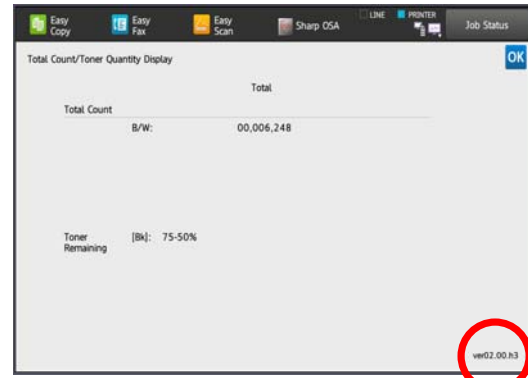 Easy Copy
Easy Fax
Easy Scan
Sharp OSA
LINE
PRINTER
Job Status
Total Count/Toner Quantity Display
OK
Total
Total Count
B/W: 00,006,248
Toner Remaining
[Bk]: 75-50%
ver02.00.h3